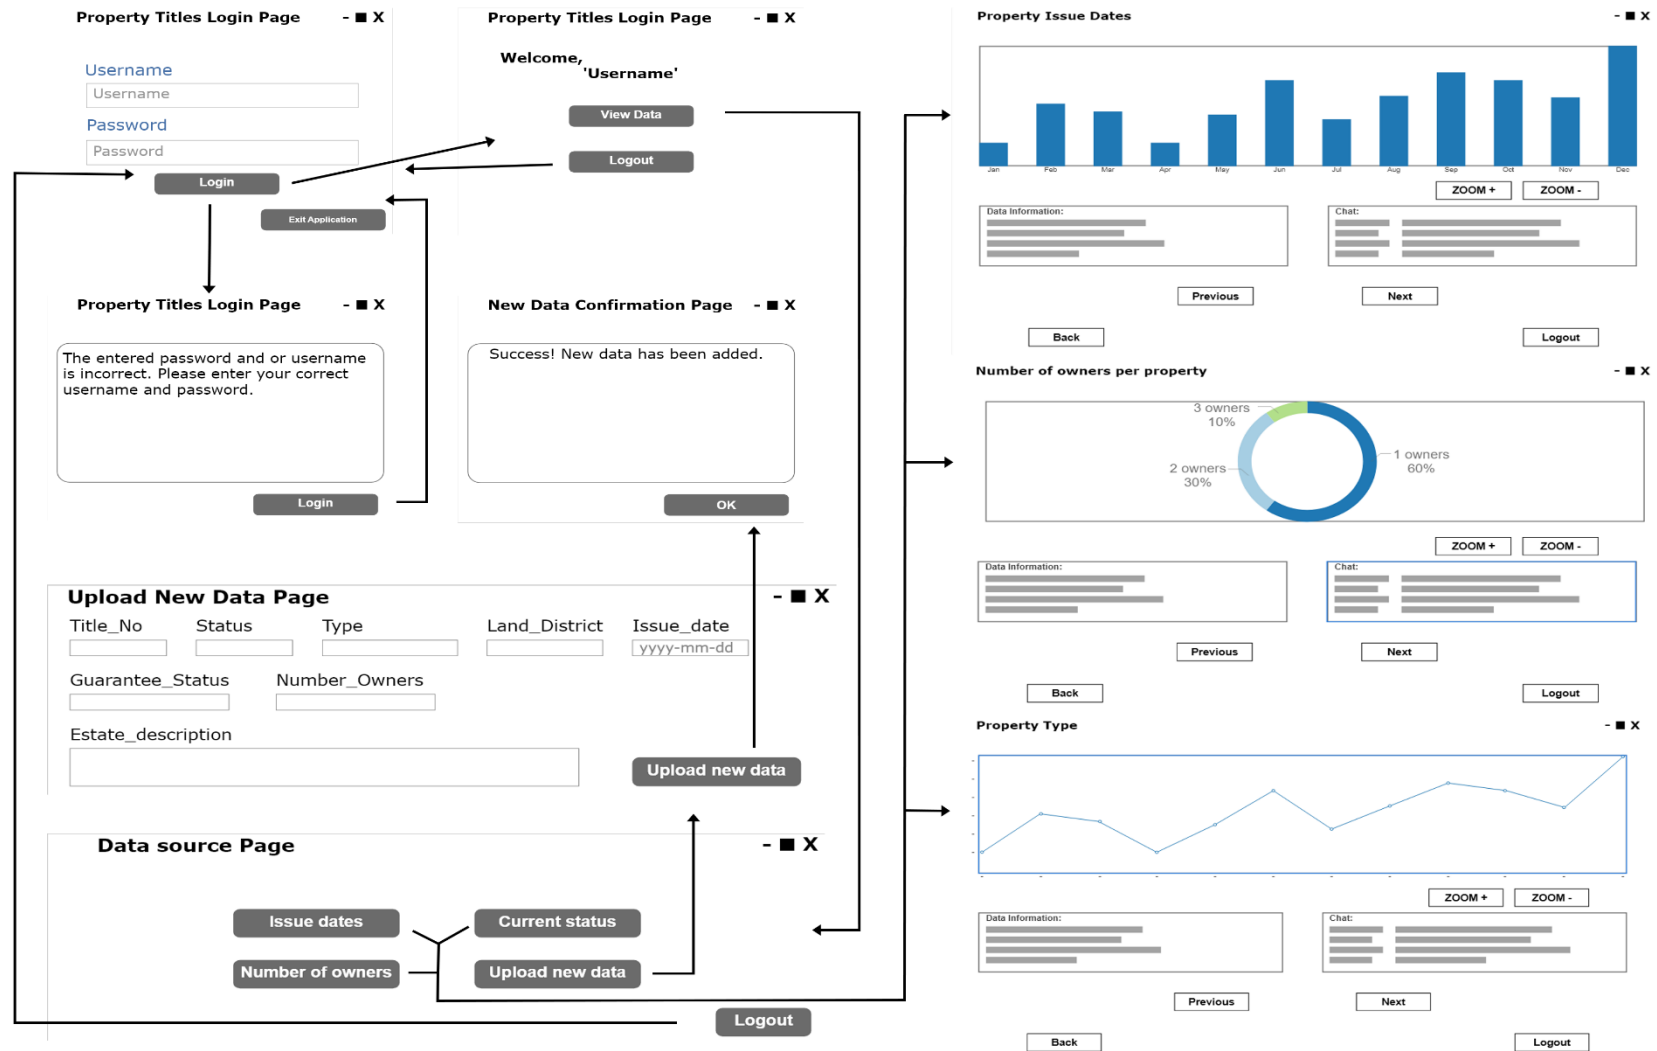 Property Titles Login Page - ■ X
Username
Username
Password
Password
Login
Exit Application
Property Titles Login Page - ■ X
Welcome,
'Username'
View Data
Logout
Property Titles Login Page - ■ X
The entered password and or username
is incorrect. Please enter your correct
username and password.
Login
New Data Confirmation Page - ■ X
Success! New data has been added.
OK
Upload New Data Page - ■ X
Title_No Status Type Land_District Issue_date
yyyy-mm-dd
Guarantee_Status Number_Owners
Estate_description
Upload new data
Data source Page - ■ X
Issue dates Current status
Number of owners Upload new data
Logout
Property Issue Dates - ■ X
Jan Feb Mar Apr May Jun Jul Aug Sep Oct Nov Dec
ZOOM + ZOOM -
Data Information: Chat:
Previous Next
Back Logout
Number of owners per property - ■ X
3 owners
10%
1 owners
60%
2 owners
30%
ZOOM + ZOOM -
Data Information: Chat:
Previous Next
Back Logout
Property Type - ■ X
ZOOM + ZOOM -
Data Information: Chat:
Previous Next
Back Logout